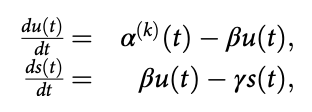 du(t)/dt = α^(k)(t) − βu(t),
ds(t)/dt = βu(t) − γs(t),